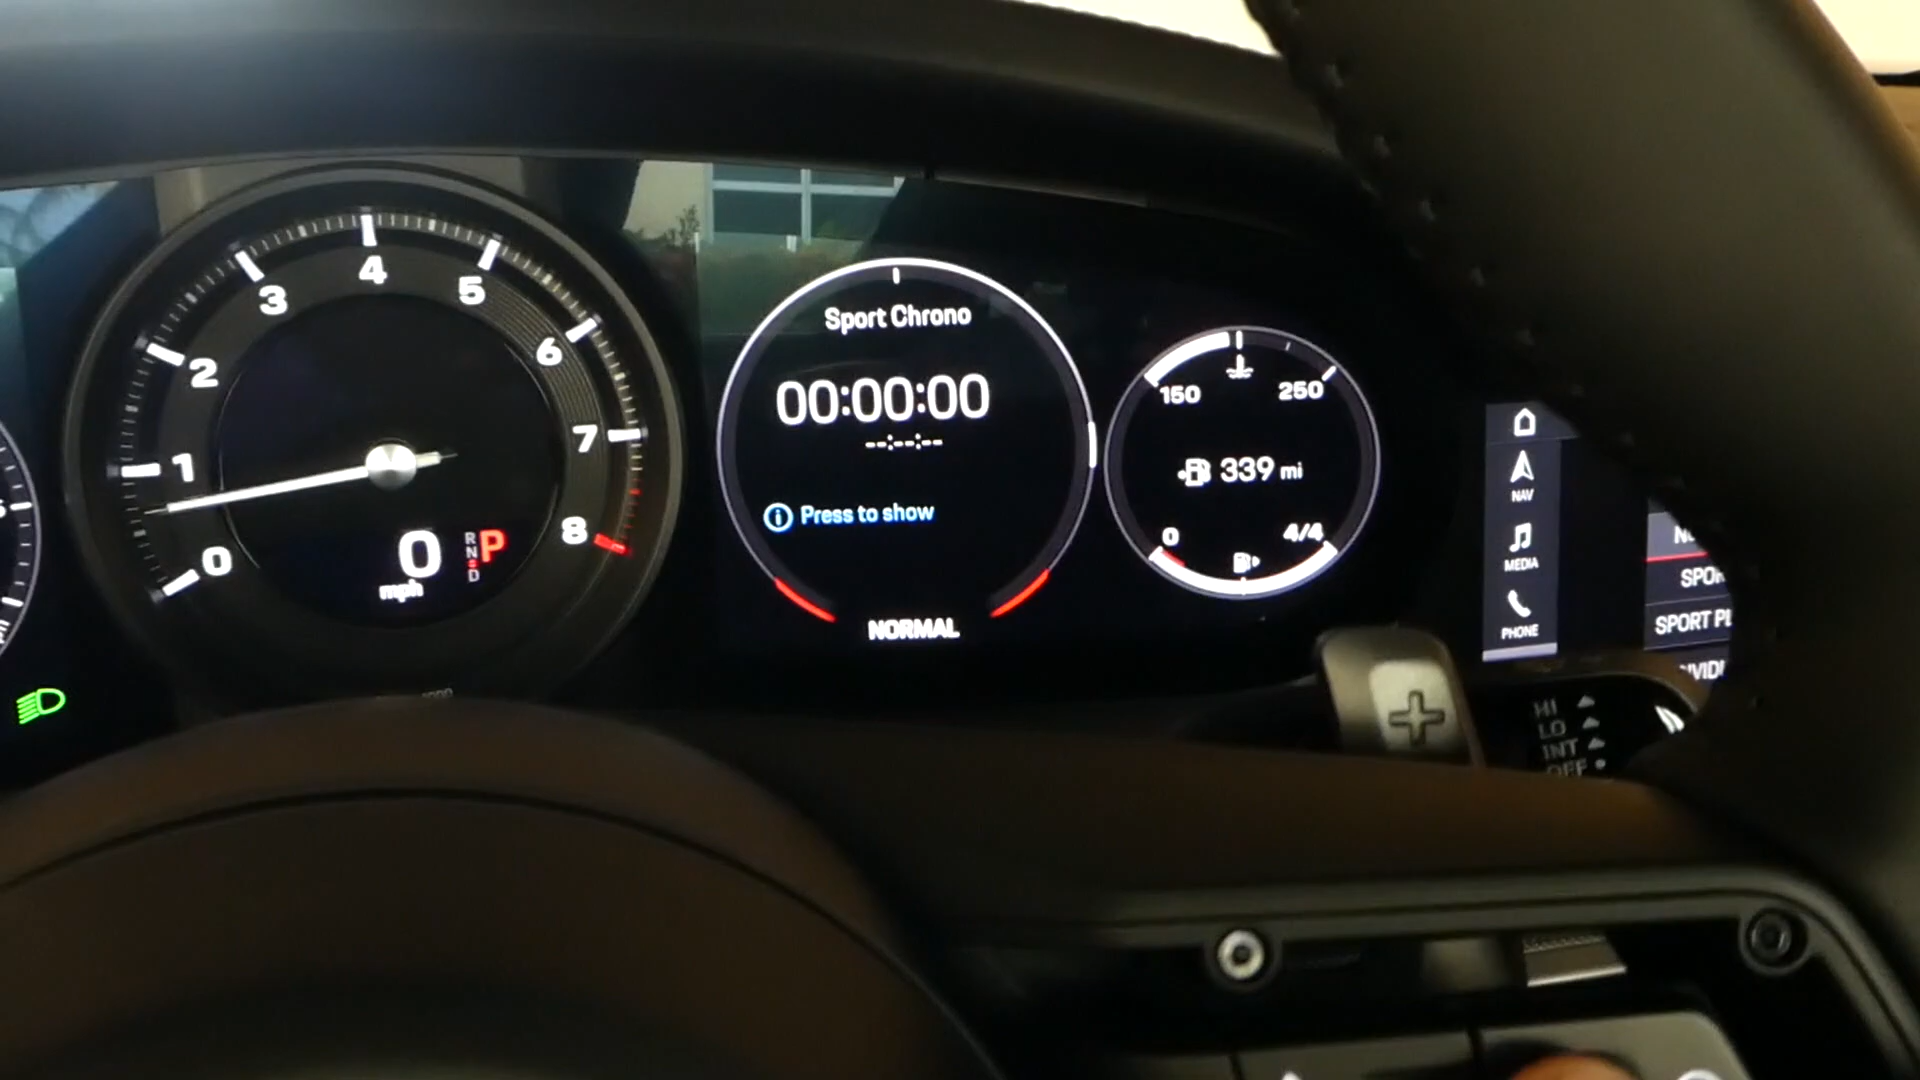 0
1
2
3
4
5
6
7
8
0
mph
R
N
D
P
Sport Chrono
00:00:00
--:--:--
Press to show
NORMAL
150
250
339 mi
0
4/4
NAV
MEDIA
PHONE
SPORT
HI
LO
INT
OFF